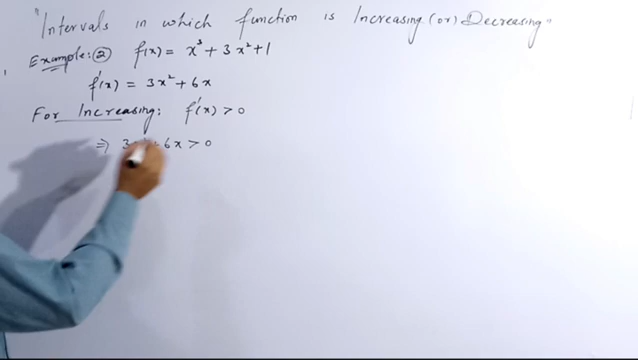 "Intervals in which function is Increasing (or) Decreasing"
Example:② f(x) = x³ + 3x² + 1
f'(x) = 3x² + 6x
For Increasing: f'(x) > 0
⇒ 3 6x > 0